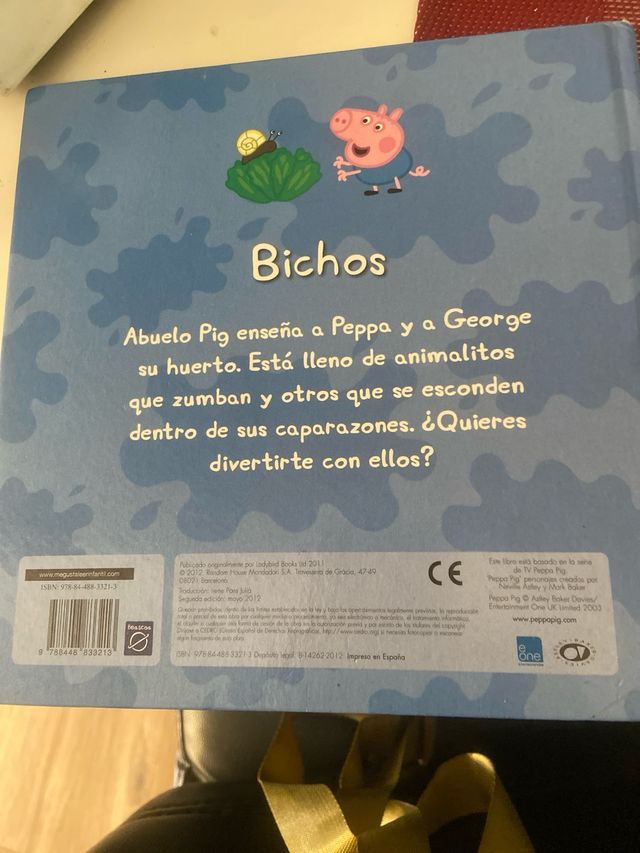 Bichos
Abuelo Pig enseña a Peppa y a George
su huerto. Está lleno de animalitos
que zumban y otros que se esconden
dentro de sus caparazones. ¿Quieres
divertirte con ellos?
www.megustaleerinfantil.com
ISBN: 978-84-488-3321-3
9 788448 833213
beascoa
Publicado originalmente por Ladybird Books Ltd 2011
© 2012, Random House Mondadori S.A. Travessera de Gràcia, 47-49.
08021, Barcelona
Traducción: Irene Pons Julià
Segunda edición: mayo 2012
ISBN: 978-84-488-3321-3 Depósito legal: B-14262-2012 Impreso en España
CE
Este libro está basado en la serie
de TV Peppa Pig.
'Peppa Pig' personajes creados por
Neville Astley y Mark Baker
Peppa Pig © Astley Baker Davies/
Entertainment One UK Limited 2003
www.peppapig.com
e
one